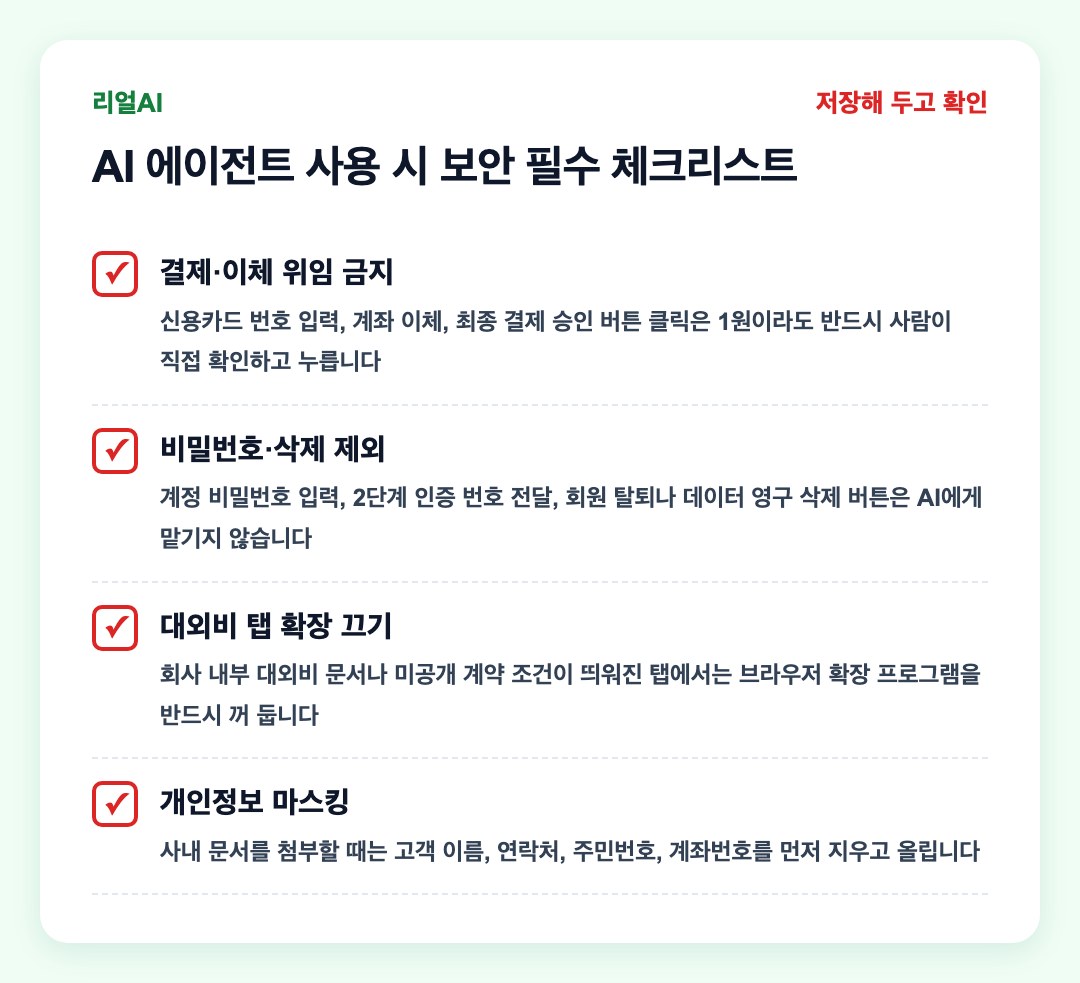 리얼AI
저장해 두고 확인
AI 에이전트 사용 시 보안 필수 체크리스트
결제·이체 위임 금지
신용카드 번호 입력, 계좌 이체, 최종 결제 승인 버튼 클릭은 1원이라도 반드시 사람이
직접 확인하고 누릅니다
비밀번호·삭제 제외
계정 비밀번호 입력, 2단계 인증 번호 전달, 회원 탈퇴나 데이터 영구 삭제 버튼은 AI에게
맡기지 않습니다
대외비 탭 확장 끄기
회사 내부 대외비 문서나 미공개 계약 조건이 띄워진 탭에서는 브라우저 확장 프로그램을
반드시 꺼 둡니다
개인정보 마스킹
사내 문서를 첨부할 때는 고객 이름, 연락처, 주민번호, 계좌번호를 먼저 지우고 올립니다